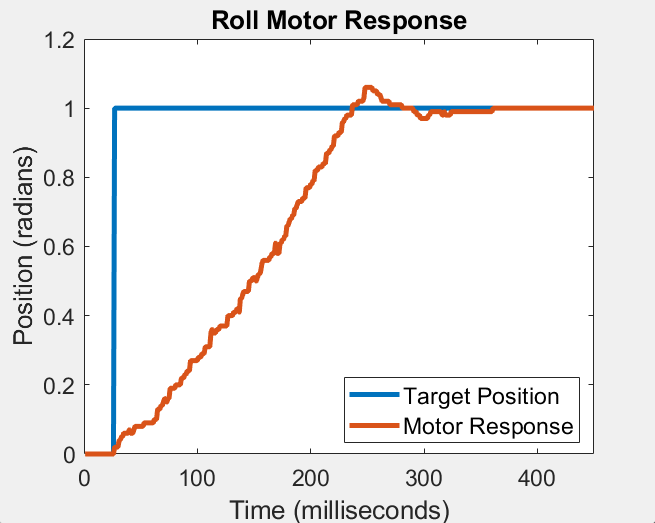 Roll Motor Response
1.2
1
0.8
0.6
0.4
0.2
0
Position (radians)
Target Position
Motor Response
0 100 200 300 400
Time (milliseconds)